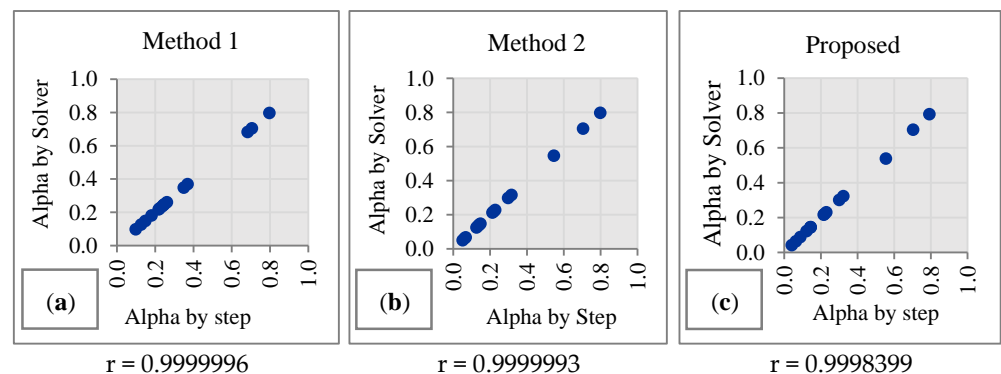 Method 1
Alpha by Solver
1.0
0.8
0.6
0.4
0.2
0.0
0.0
0.2
0.4
0.6
0.8
1.0
Alpha by step
(a)
r = 0.9999996
Method 2
Alpha by Solver
1.0
0.8
0.6
0.4
0.2
0.0
0.0
0.2
0.4
0.6
0.8
1.0
Alpha by Step
(b)
r = 0.9999993
Proposed
Alpha by Solver
1.0
0.8
0.6
0.4
0.2
0.0
0.0
0.2
0.4
0.6
0.8
1.0
Alpha by step
(c)
r = 0.9998399